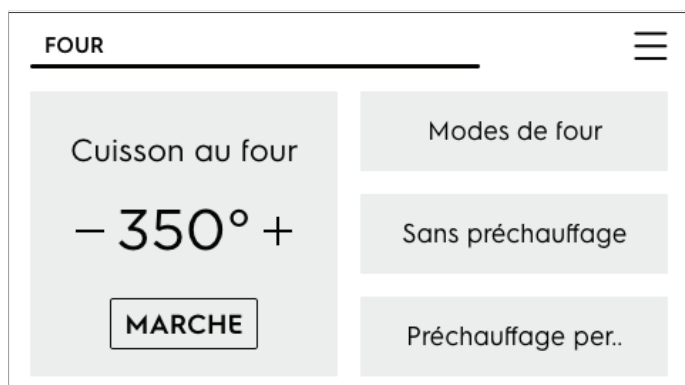 FOUR
Cuisson au four
– 350° +
MARCHE
Modes de four
Sans préchauffage
Préchauffage per..